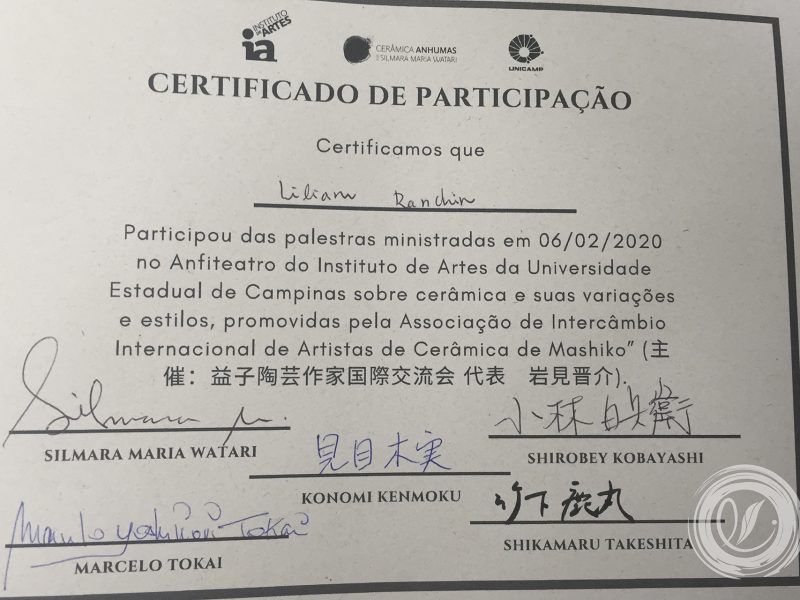 INSTITUTO DE ARTES
ia
CERÂMICA ANHUMAS
DE SILMARA MARIA WATARI
UNICAMP
CERTIFICADO DE PARTICIPAÇÃO
Certificamos que
Liliam Ranchin
Participou das palestras ministradas em 06/02/2020
no Anfiteatro do Instituto de Artes da Universidade
Estadual de Campinas sobre cerâmica e suas variações
e estilos, promovidas pela Associação de Intercâmbio
Internacional de Artistas de Cerâmica de Mashiko” (主
催：益子陶芸作家国際交流会 代表　岩見晋介).
Silmara
SILMARA MARIA WATARI
小林白兵衛
SHIROBEY KOBAYASHI
見目木実
KONOMI KENMOKU
竹下鹿丸
SHIKAMARU TAKESHITA
Tokai
MARCELO TOKAI